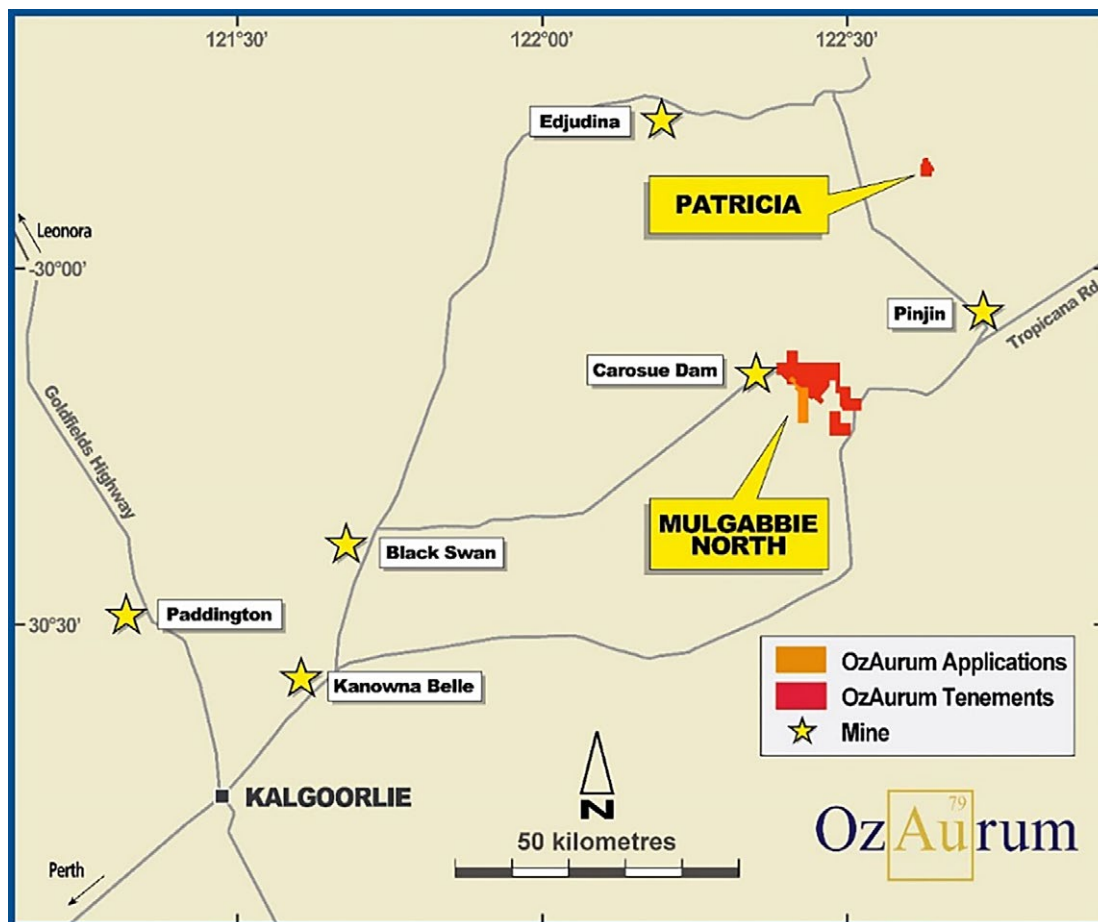 121°30'
122°00'
122°30'
Edjudina
PATRICIA
Leonora
-30°00'
Pinjin
Tropicana Rd
Carosue Dam
Goldfields Highway
MULGABBIE
NORTH
Black Swan
Paddington
30°30'
Kanowna Belle
OzAurum Applications
OzAurum Tenements
Mine
KALGOORLIE
N
50 kilometres
79
OzAurum
Perth